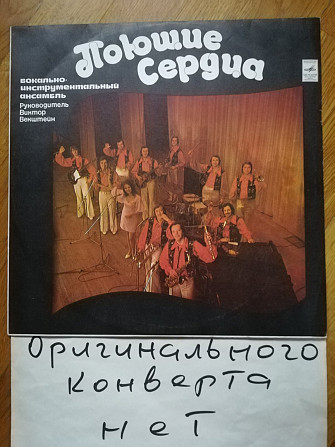 Поющие
Сердца
вокально-
инструментальный
ансамбль
Руководитель
Виктор
Векштейн
Оригинального
конверта
нет